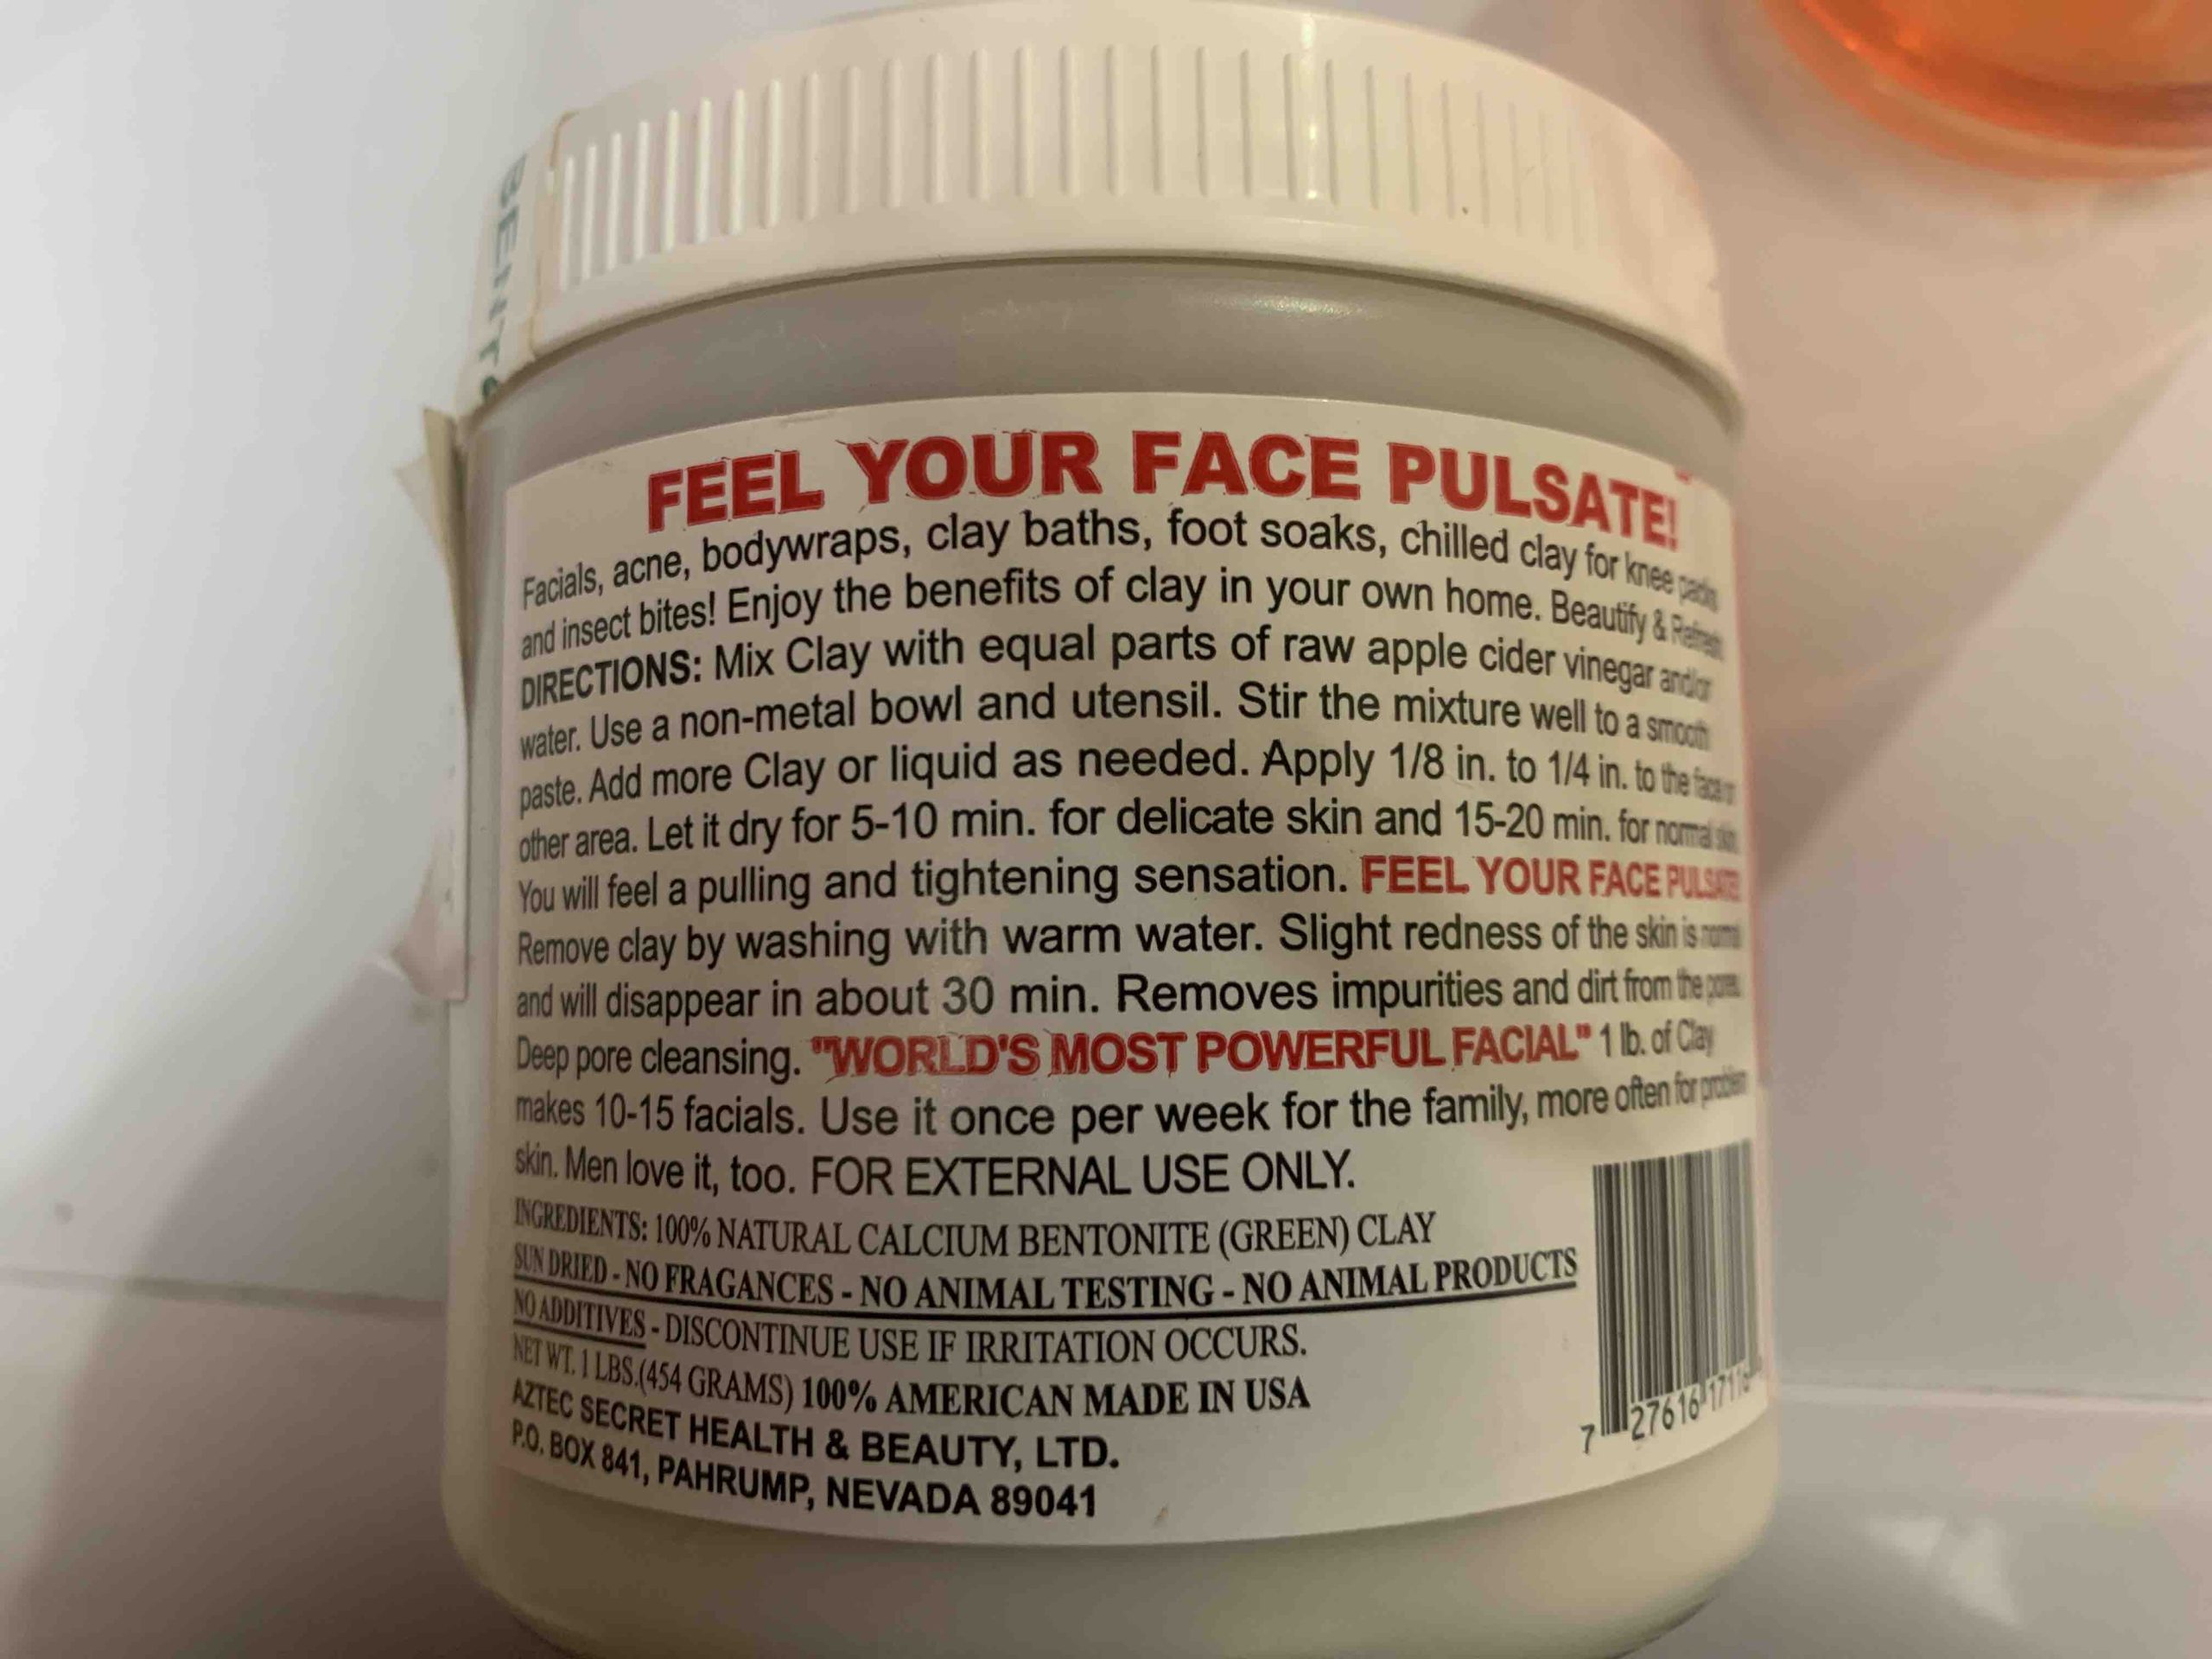 BENT
FEEL YOUR FACE PULSATE!
Facials, acne, bodywraps, clay baths, foot soaks, chilled clay for knee packs
and insect bites! Enjoy the benefits of clay in your own home. Beautify & Refresh
DIRECTIONS: Mix Clay with equal parts of raw apple cider vinegar and/or
water. Use a non-metal bowl and utensil. Stir the mixture well to a smooth
paste. Add more Clay or liquid as needed. Apply 1/8 in. to 1/4 in. to the face or
other area. Let it dry for 5-10 min. for delicate skin and 15-20 min. for normal skin.
You will feel a pulling and tightening sensation. FEEL YOUR FACE PULSATE!
Remove clay by washing with warm water. Slight redness of the skin is normal
and will disappear in about 30 min. Removes impurities and dirt from the pores.
Deep pore cleansing. "WORLD'S MOST POWERFUL FACIAL" 1 lb. of Clay
makes 10-15 facials. Use it once per week for the family, more often for problem
skin. Men love it, too. FOR EXTERNAL USE ONLY.
INGREDIENTS: 100% NATURAL CALCIUM BENTONITE (GREEN) CLAY
SUN DRIED - NO FRAGANCES - NO ANIMAL TESTING - NO ANIMAL PRODUCTS
NO ADDITIVES - DISCONTINUE USE IF IRRITATION OCCURS.
NET WT. 1 LBS.(454 GRAMS) 100% AMERICAN MADE IN USA
AZTEC SECRET HEALTH & BEAUTY, LTD.
P.O. BOX 841, PAHRUMP, NEVADA 89041
7 27616